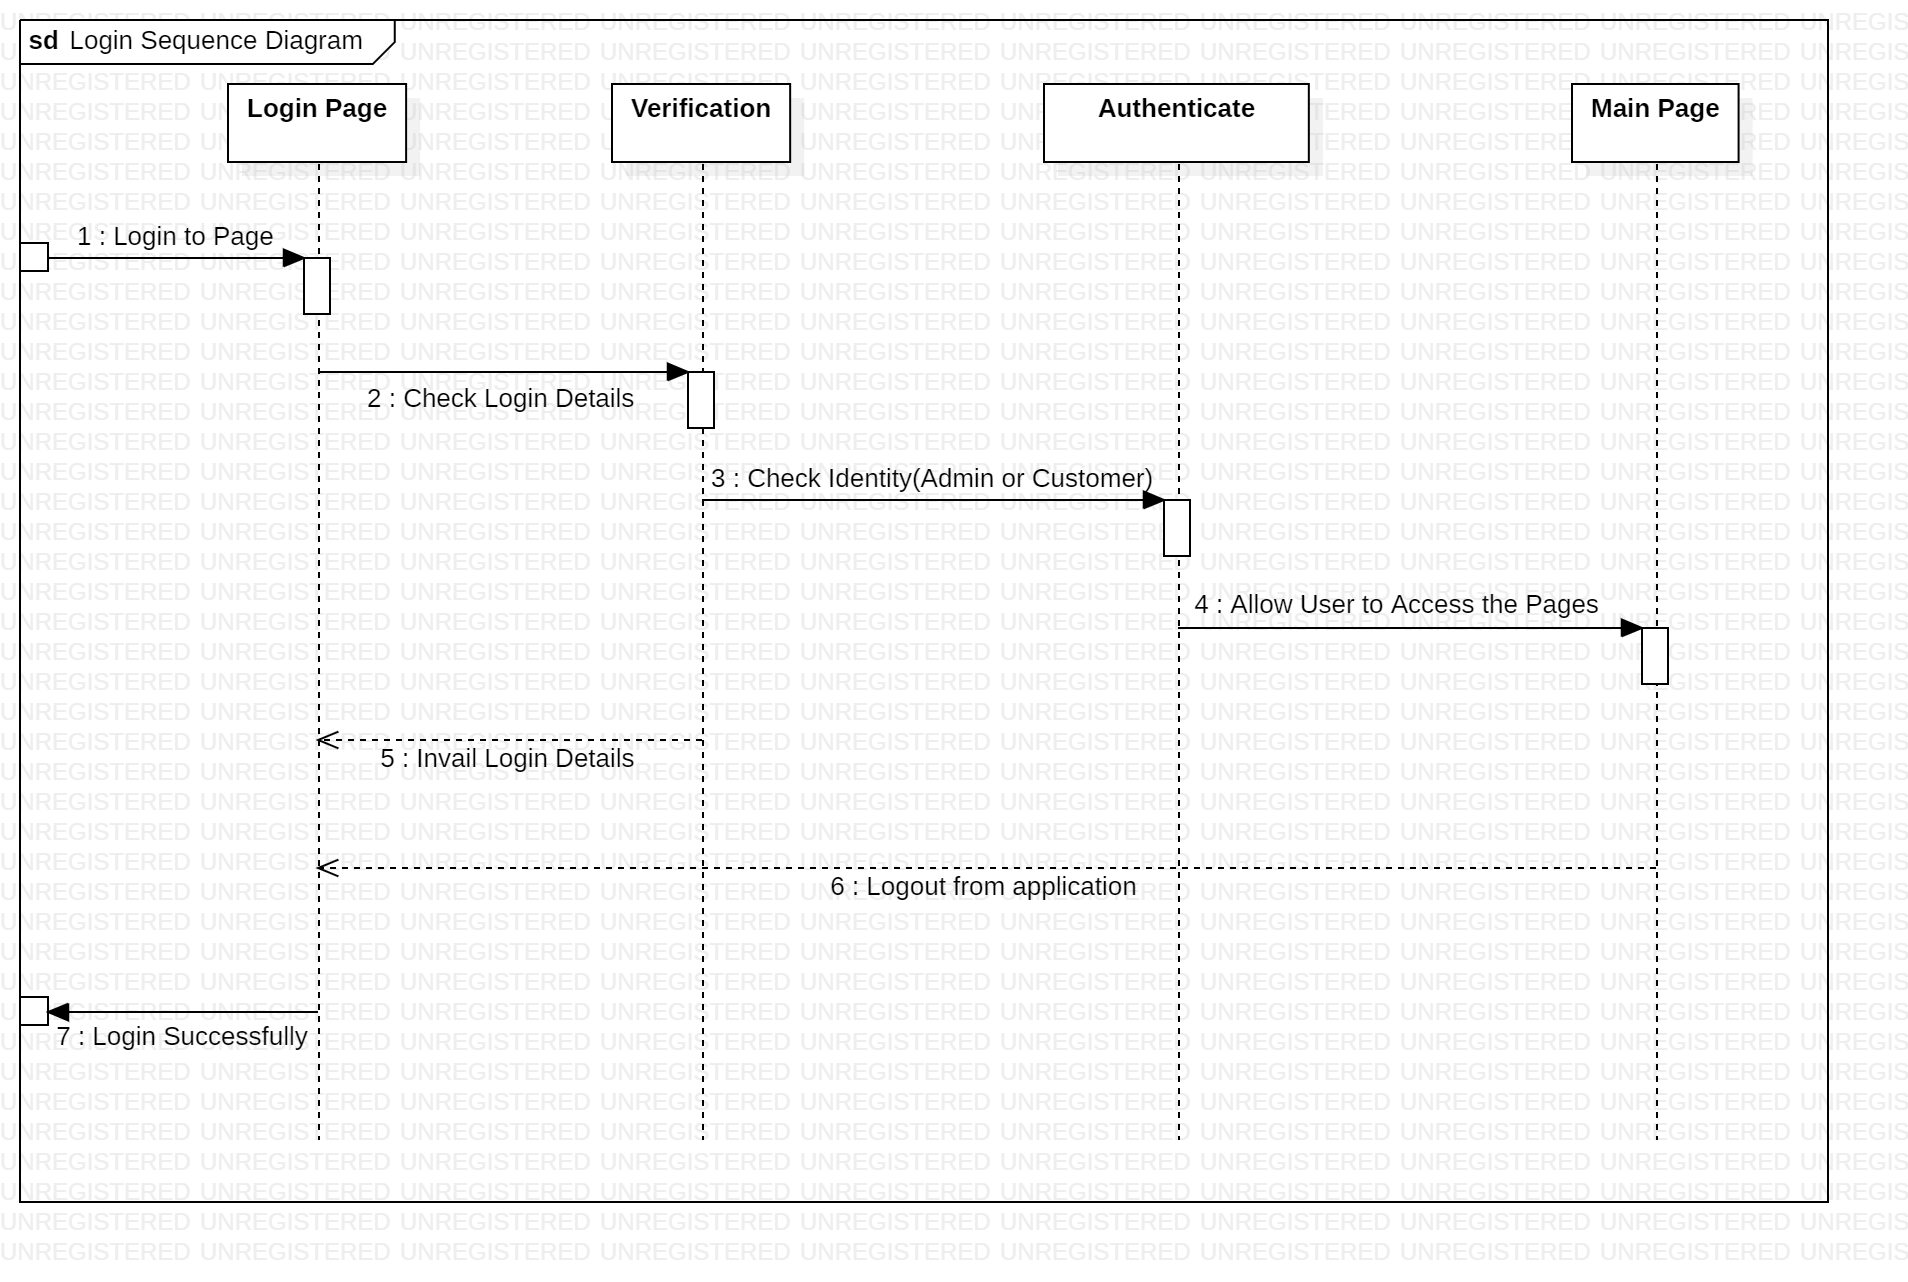 sd Login Sequence Diagram
Login Page
Verification
Authenticate
Main Page
1 : Login to Page
2 : Check Login Details
3 : Check Identity(Admin or Customer)
4 : Allow User to Access the Pages
5 : Invail Login Details
6 : Logout from application
7 : Login Successfully
UNREGISTERED